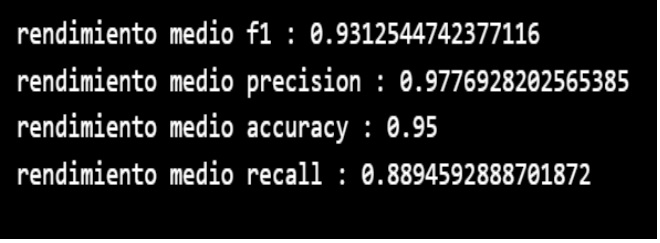 rendimiento medio f1 : 0.9312544742377116
rendimiento medio precision : 0.9776928202565385
rendimiento medio accuracy : 0.95
rendimiento medio recall : 0.8894592888701872